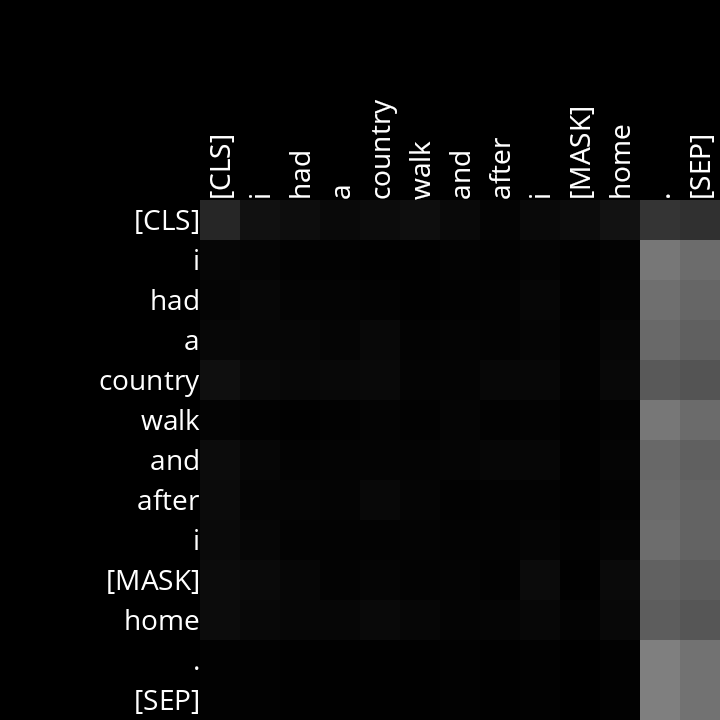 [CLS] i had a country walk and after i [MASK] home . [SEP]
[CLS]
i
had
a
country
walk
and
after
i
[MASK]
home
.
[SEP]